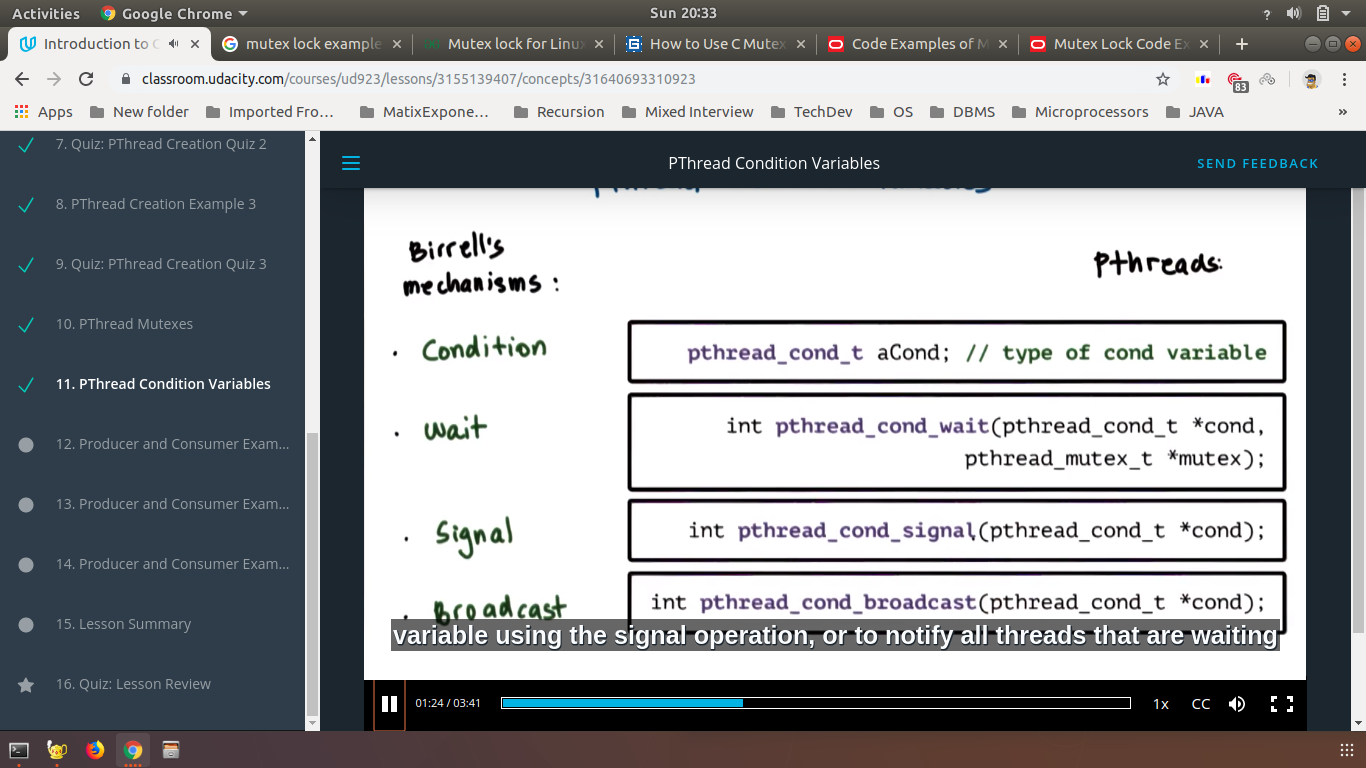 Activities
Google Chrome
Sun 20:33
?
Introduction to C
mutex lock example
Mutex lock for Linux
How to Use C Mutex
Code Examples of M
Mutex Lock Code Ex
classroom.udacity.com/courses/ud923/lessons/3155139407/concepts/31640693310923
83
Apps
New folder
Imported Fro…
MatixExpone…
Recursion
Mixed Interview
TechDev
OS
DBMS
Microprocessors
JAVA
»
7. Quiz: PThread Creation Quiz 2
8. PThread Creation Example 3
9. Quiz: PThread Creation Quiz 3
10. PThread Mutexes
11. PThread Condition Variables
12. Producer and Consumer Exam...
13. Producer and Consumer Exam...
14. Producer and Consumer Exam...
15. Lesson Summary
16. Quiz: Lesson Review
PThread Condition Variables
SEND FEEDBACK
Birrell's
mechanisms:
Pthreads:
• Condition
pthread_cond_t aCond; // type of cond variable
• Wait
int pthread_cond_wait(pthread_cond_t *cond,
pthread_mutex_t *mutex);
• Signal
int pthread_cond_signal(pthread_cond_t *cond);
• Broadcast
int pthread_cond_broadcast(pthread_cond_t *cond);
variable using the signal operation, or to notify all threads that are waiting
01:24 / 03:41
1x
CC